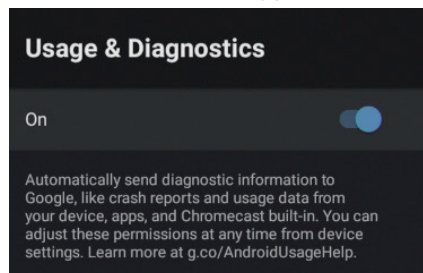 Usage & Diagnostics
On
Automatically send diagnostic information to
Google, like crash reports and usage data from
your device, apps, and Chromecast built-in. You can
adjust these permissions at any time from device
settings. Learn more at g.co/AndroidUsageHelp.